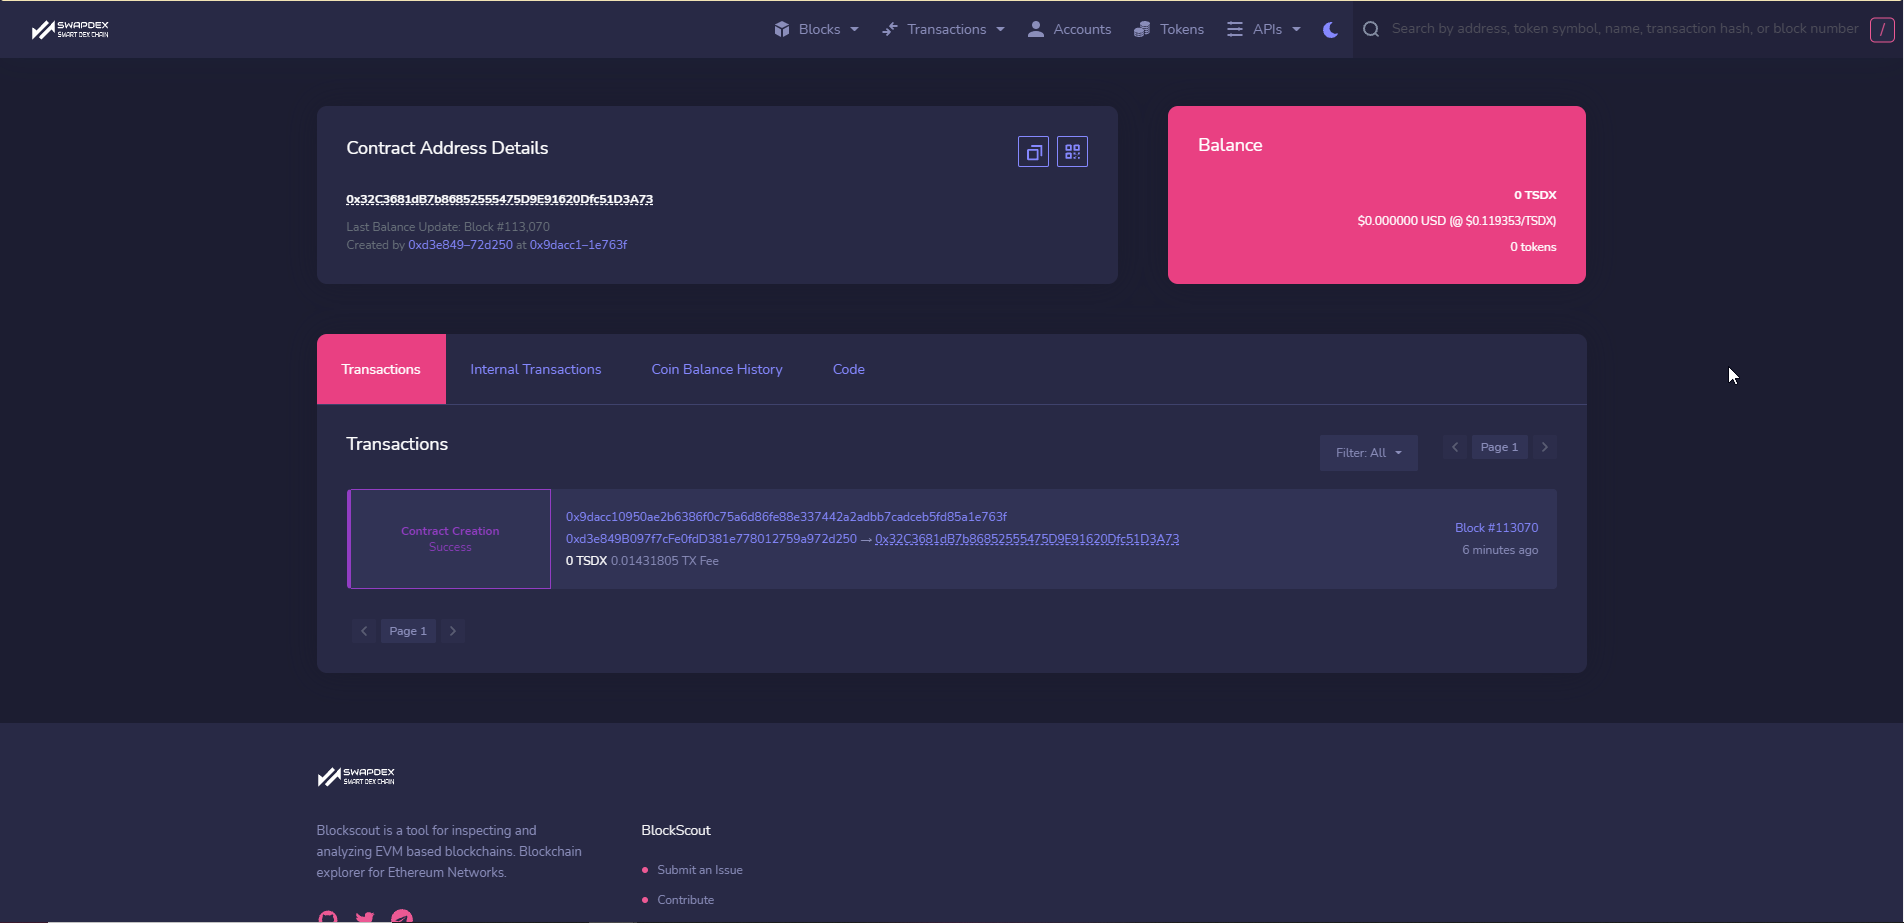 SWAPDEX
SMART DEX CHAIN
Blocks
Transactions
Accounts
Tokens
APIs
Search by address, token symbol, name, transaction hash, or block number
/
Contract Address Details
0x32C3681dB7b86852555475D9E91620Dfc51D3A73
Last Balance Update: Block #113,070
Created by 0xd3e849–72d250 at 0x9dacc1–1e763f
Balance
0 TSDX
$0.000000 USD (@ $0.119353/TSDX)
0 tokens
Transactions
Internal Transactions
Coin Balance History
Code
Transactions
Filter: All
Page 1
Contract Creation
Success
0x9dacc10950ae2b6386f0c75a6d86fe88e337442a2adbb7cadceb5fd85a1e763f
0xd3e849B097f7cFe0fdD381e778012759a972d250 → 0x32C3681dB7b86852555475D9E91620Dfc51D3A73
0 TSDX 0.01431805 TX Fee
Block #113070
6 minutes ago
Page 1
SWAPDEX
SMART DEX CHAIN
Blockscout is a tool for inspecting and
analyzing EVM based blockchains. Blockchain
explorer for Ethereum Networks.
BlockScout
Submit an Issue
Contribute